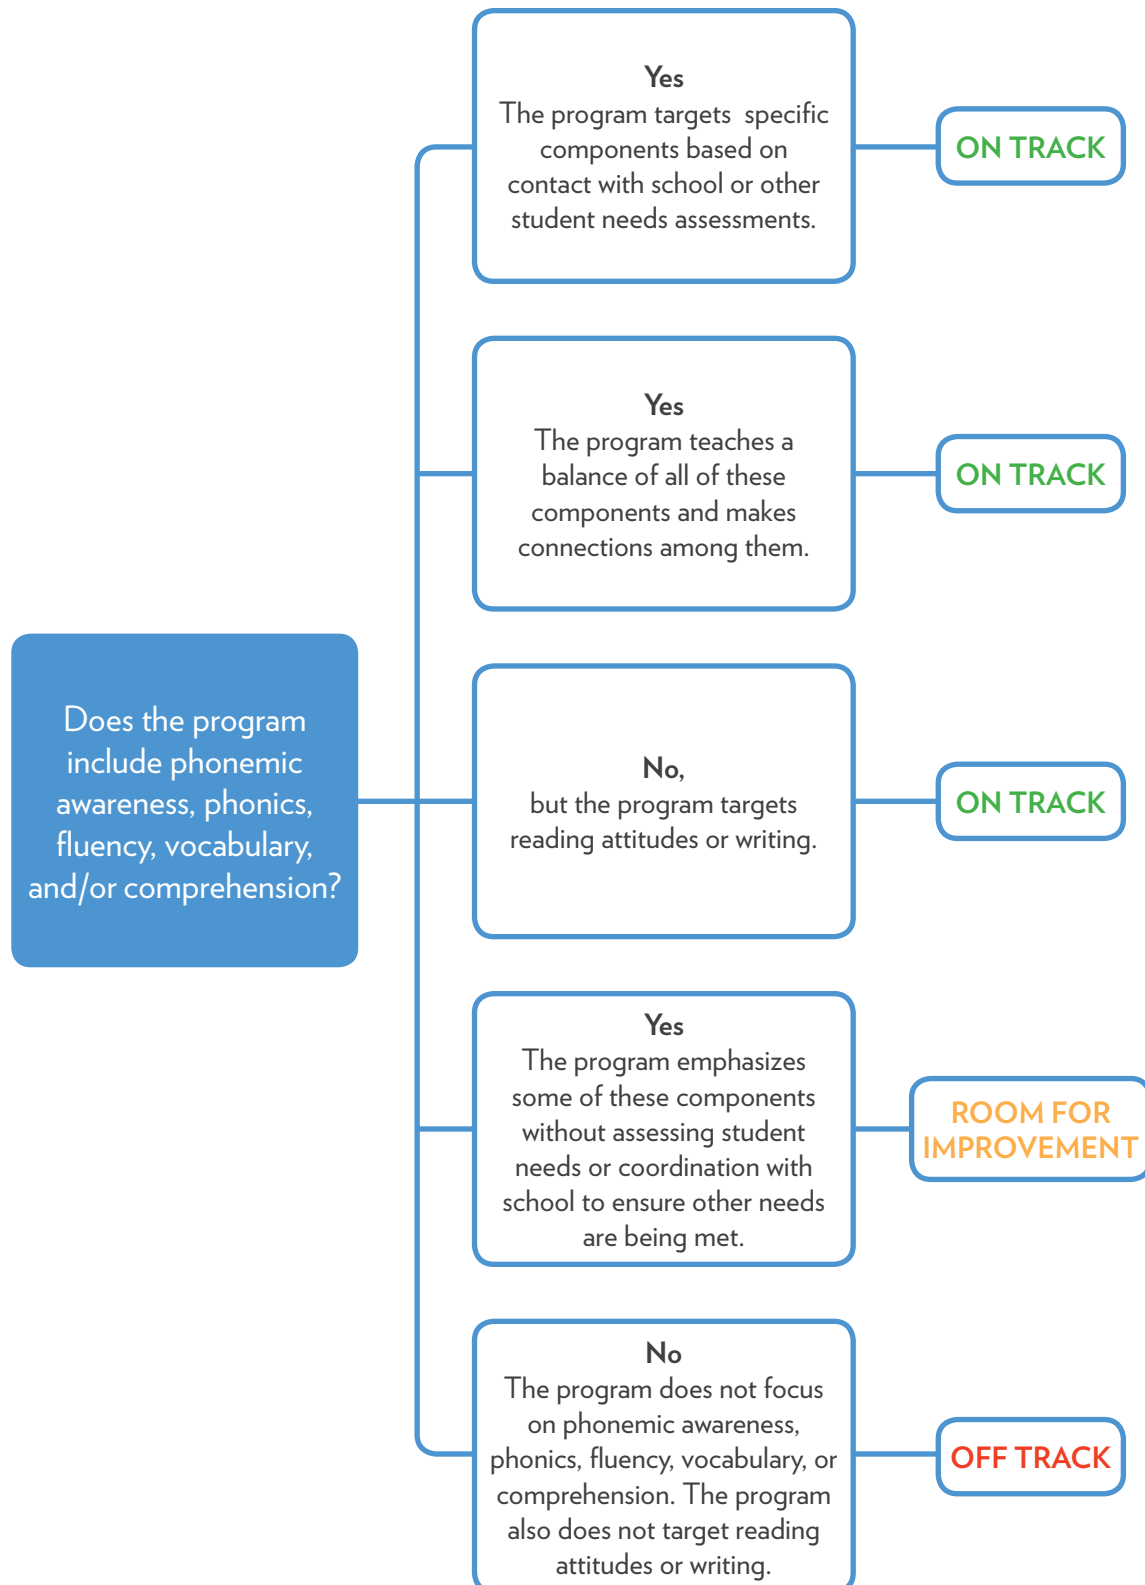 Does the program
include phonemic
awareness, phonics,
fluency, vocabulary,
and/or comprehension?
Yes
The program targets specific
components based on
contact with school or other
student needs assessments.
ON TRACK
Yes
The program teaches a
balance of all of these
components and makes
connections among them.
ON TRACK
No,
but the program targets
reading attitudes or writing.
ON TRACK
Yes
The program emphasizes
some of these components
without assessing student
needs or coordination with
school to ensure other needs
are being met.
ROOM FOR
IMPROVEMENT
No
The program does not focus
on phonemic awareness,
phonics, fluency, vocabulary, or
comprehension. The program
also does not target reading
attitudes or writing.
OFF TRACK